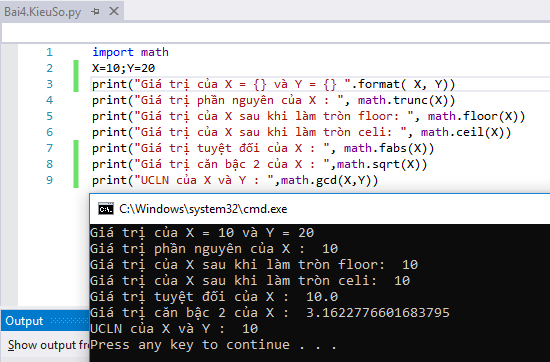 Bai4.KieuSo.py
1 import math
2 X=10;Y=20
3 print("Giá trị của X = {} và Y = {} ".format( X, Y))
4 print("Giá trị phần nguyên của X : ", math.trunc(X))
5 print("Giá trị của X sau khi làm tròn floor: ", math.floor(X))
6 print("Giá trị của X sau khi làm tròn celi: ", math.ceil(X))
7 print("Giá trị tuyệt đối của X : ", math.fabs(X))
8 print("Giá trị căn bậc 2 của X : ",math.sqrt(X))
9 print("UCLN của X và Y : ",math.gcd(X,Y))
C:\Windows\system32\cmd.exe
Giá trị của X = 10 và Y = 20
Giá trị phần nguyên của X :  10
Giá trị của X sau khi làm tròn floor:  10
Giá trị của X sau khi làm tròn celi:  10
Giá trị tuyệt đối của X :  10.0
Giá trị căn bậc 2 của X :  3.1622776601683795
UCLN của X và Y :  10
Press any key to continue . . .
Output
Show output